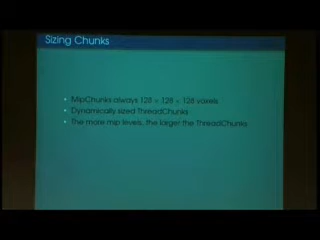 Sizing Chunks
MipChunks always 128 × 128 × 128 voxels
Dynamically sized ThreadChunks
The more mip levels, the larger the ThreadChunks